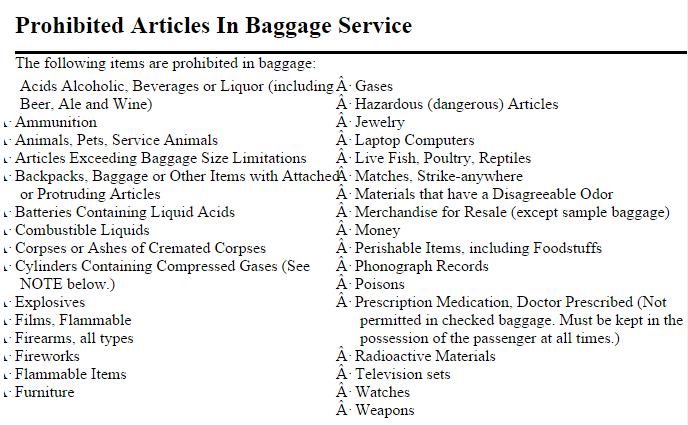 Prohibited Articles In Baggage Service
The following items are prohibited in baggage:
Acids Alcoholic, Beverages or Liquor (including
Beer, Ale and Wine)
· Ammunition
· Animals, Pets, Service Animals
· Articles Exceeding Baggage Size Limitations
· Backpacks, Baggage or Other Items with Attached
or Protruding Articles
· Batteries Containing Liquid Acids
· Combustible Liquids
· Corpses or Ashes of Cremated Corpses
· Cylinders Containing Compressed Gases (See
NOTE below.)
· Explosives
· Films, Flammable
· Firearms, all types
· Fireworks
· Flammable Items
· Furniture
· Gases
· Hazardous (dangerous) Articles
· Jewelry
· Laptop Computers
· Live Fish, Poultry, Reptiles
· Matches, Strike-anywhere
· Materials that have a Disagreeable Odor
· Merchandise for Resale (except sample baggage)
· Money
· Perishable Items, including Foodstuffs
· Phonograph Records
· Poisons
· Prescription Medication, Doctor Prescribed (Not
permitted in checked baggage. Must be kept in the
possession of the passenger at all times.)
· Radioactive Materials
· Television sets
· Watches
· Weapons